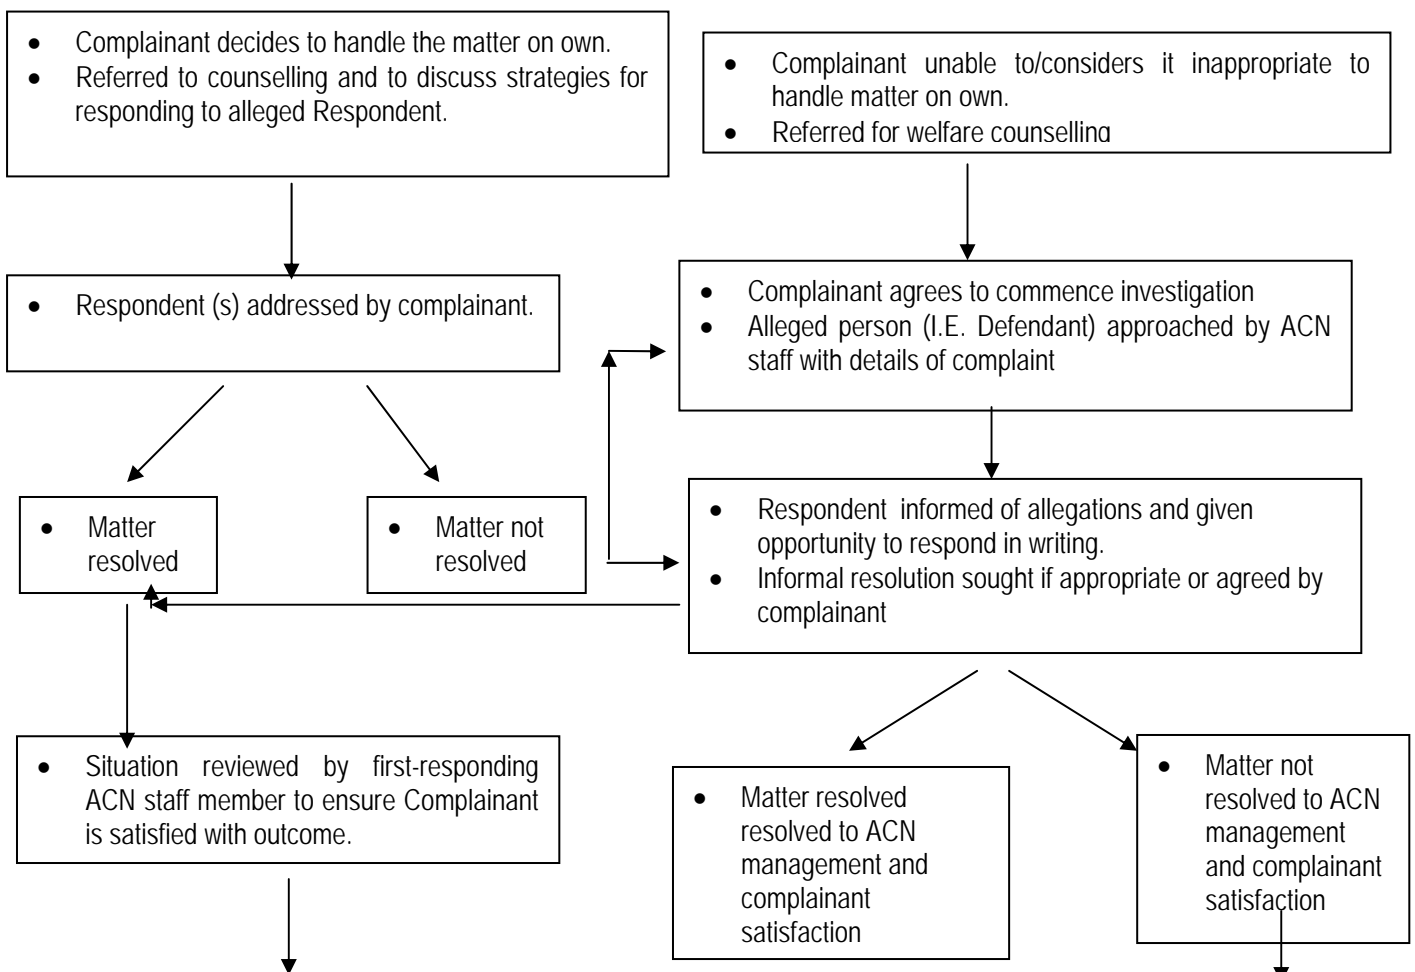 • Complainant decides to handle the matter on own.
• Referred to counselling and to discuss strategies for
responding to alleged Respondent.
• Complainant unable to/considers it inappropriate to
handle matter on own.
• Referred for welfare counselling
• Respondent (s) addressed by complainant.
• Complainant agrees to commence investigation
• Alleged person (I.E. Defendant) approached by ACN
staff with details of complaint
• Matter
resolved
• Matter not
resolved
• Respondent informed of allegations and given
opportunity to respond in writing.
• Informal resolution sought if appropriate or agreed by
complainant
• Situation reviewed by first-responding
ACN staff member to ensure Complainant
is satisfied with outcome.
• Matter resolved
resolved to ACN
management and
complainant
satisfaction
• Matter not
resolved to ACN
management
and complainant
satisfaction